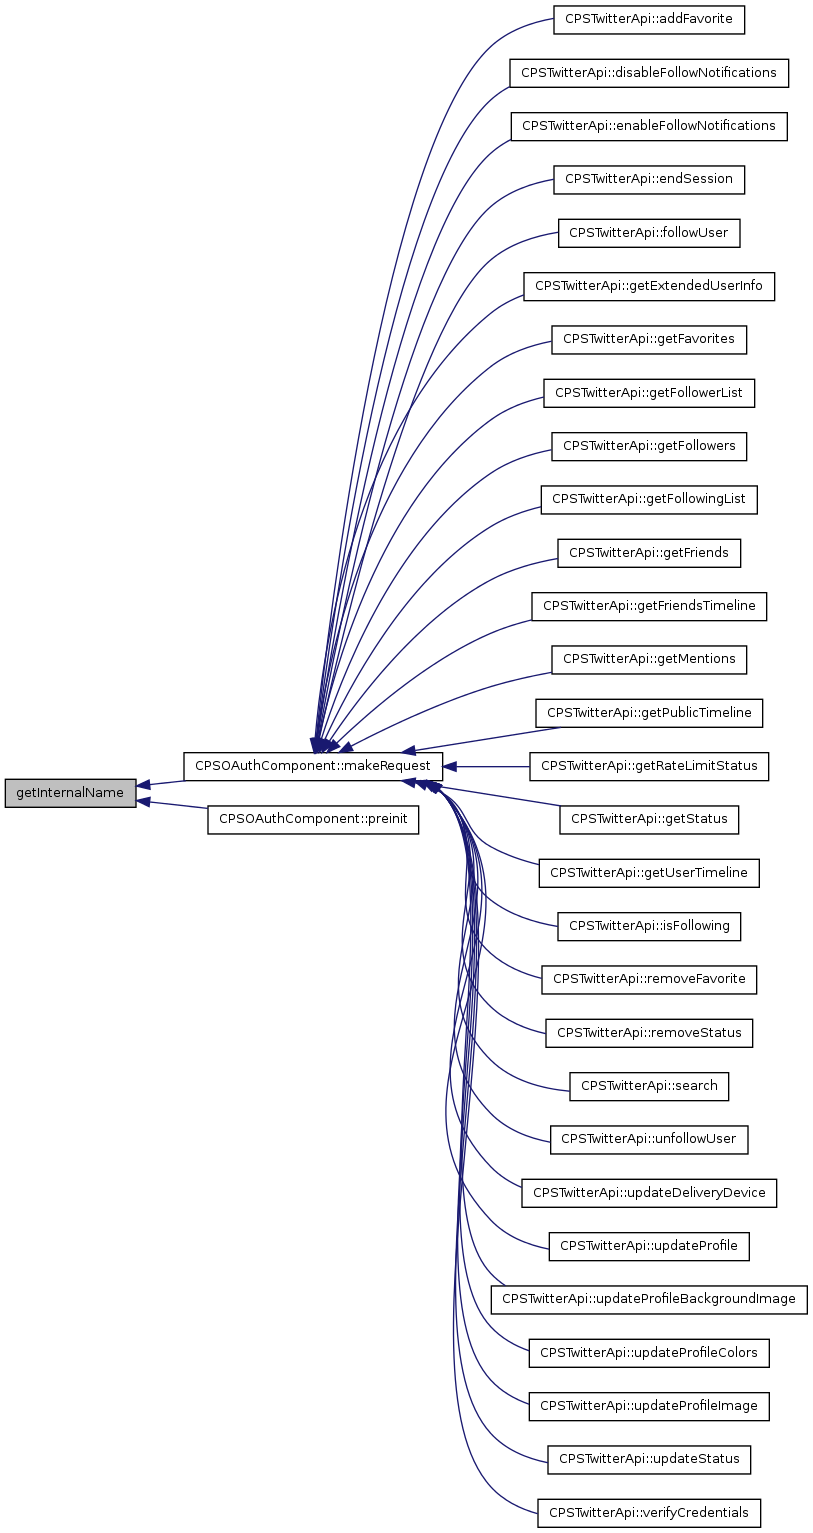 CPSTwitterApi::addFavorite
CPSTwitterApi::disableFollowNotifications
CPSTwitterApi::enableFollowNotifications
CPSTwitterApi::endSession
CPSTwitterApi::followUser
CPSTwitterApi::getExtendedUserInfo
CPSTwitterApi::getFavorites
CPSTwitterApi::getFollowerList
CPSTwitterApi::getFollowers
CPSTwitterApi::getFollowingList
CPSTwitterApi::getFriends
CPSTwitterApi::getFriendsTimeline
CPSTwitterApi::getMentions
CPSTwitterApi::getPublicTimeline
CPSOAuthComponent::makeRequest
CPSTwitterApi::getRateLimitStatus
getInternalName
CPSOAuthComponent::preinit
CPSTwitterApi::getStatus
CPSTwitterApi::getUserTimeline
CPSTwitterApi::isFollowing
CPSTwitterApi::removeFavorite
CPSTwitterApi::removeStatus
CPSTwitterApi::search
CPSTwitterApi::unfollowUser
CPSTwitterApi::updateDeliveryDevice
CPSTwitterApi::updateProfile
CPSTwitterApi::updateProfileBackgroundImage
CPSTwitterApi::updateProfileColors
CPSTwitterApi::updateProfileImage
CPSTwitterApi::updateStatus
CPSTwitterApi::verifyCredentials